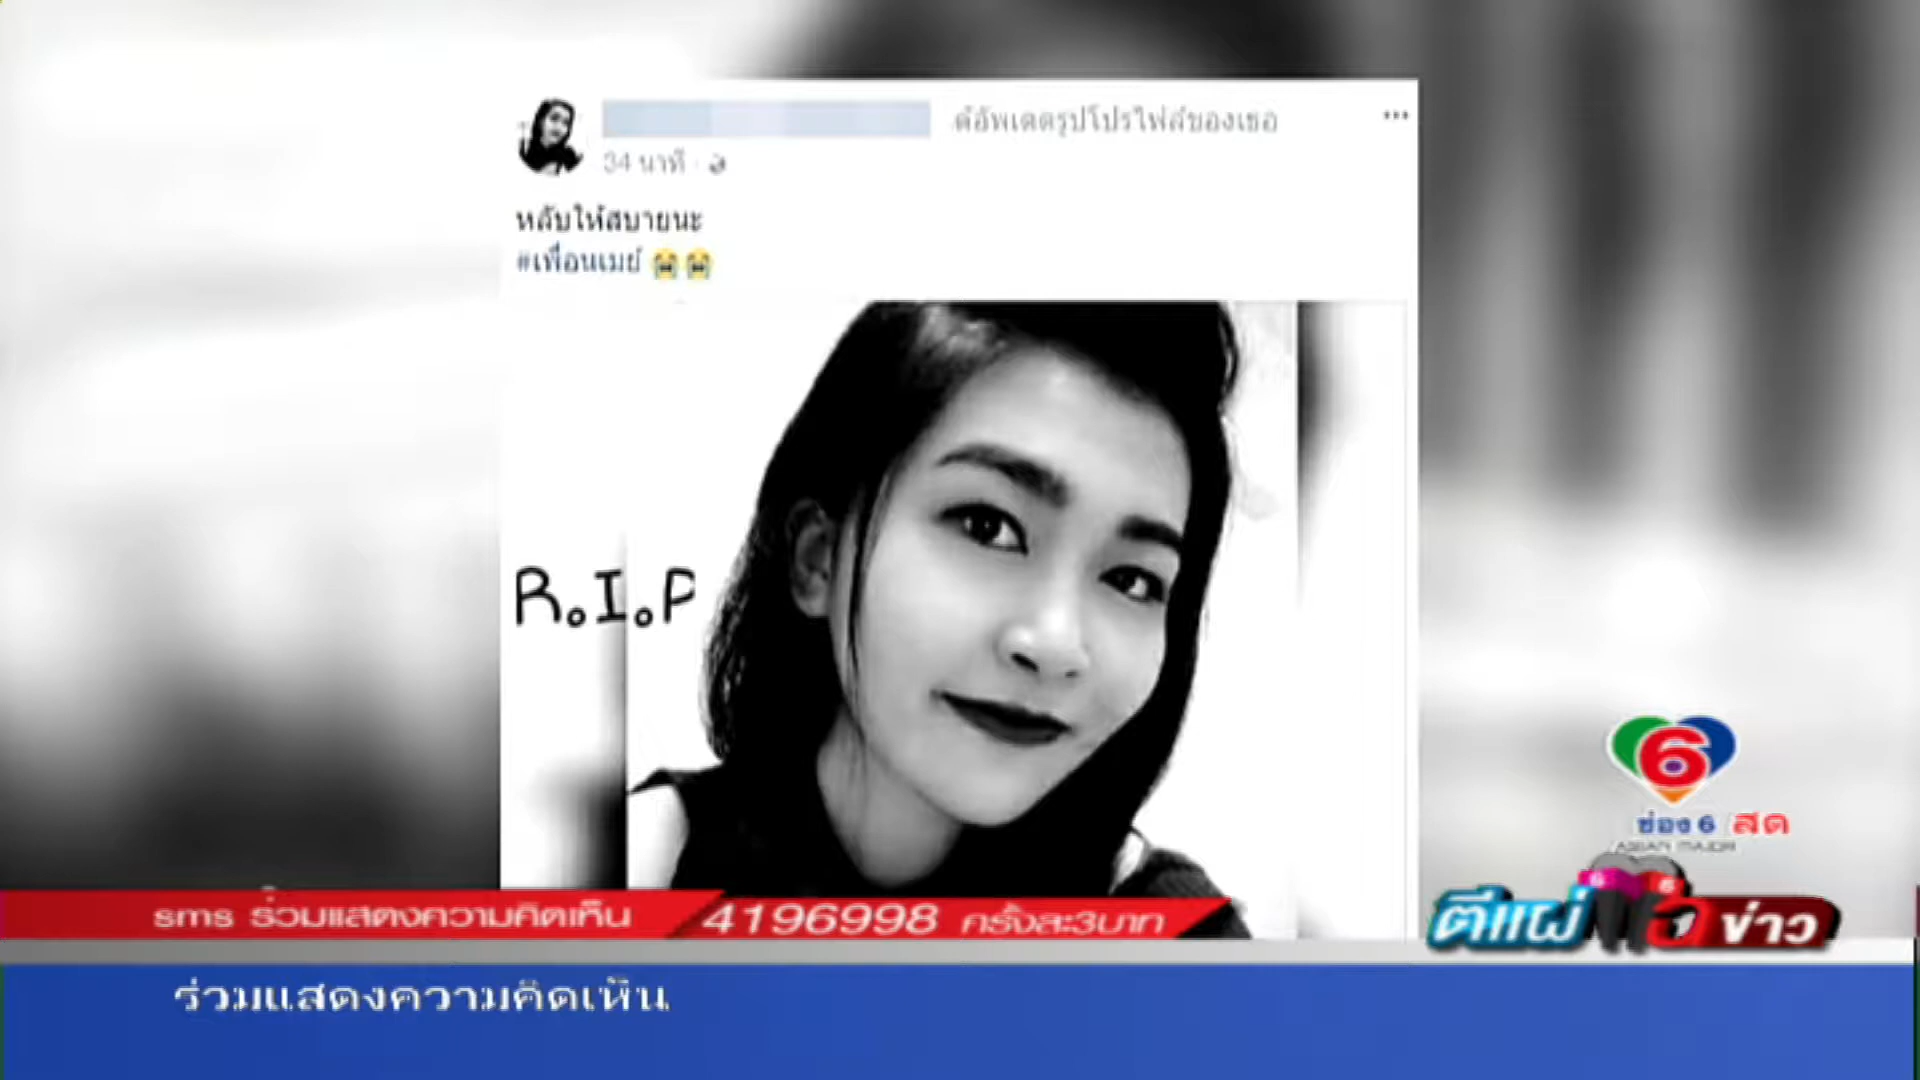 ด้อัพเดตรูปโปรไฟล์ของเธอ
34 นาที
หลับให้สบายนะ
#เพื่อนเมย์ 😭😭
R.I.P
6
ช่อง 6 สด
ASEAN MAJOR
ตีแผ่ ข่าว
sms ร่วมแสดงความคิดเห็น 4196998 ครั้งละ3บาท
ร่วมแสดงความคิดเห็น